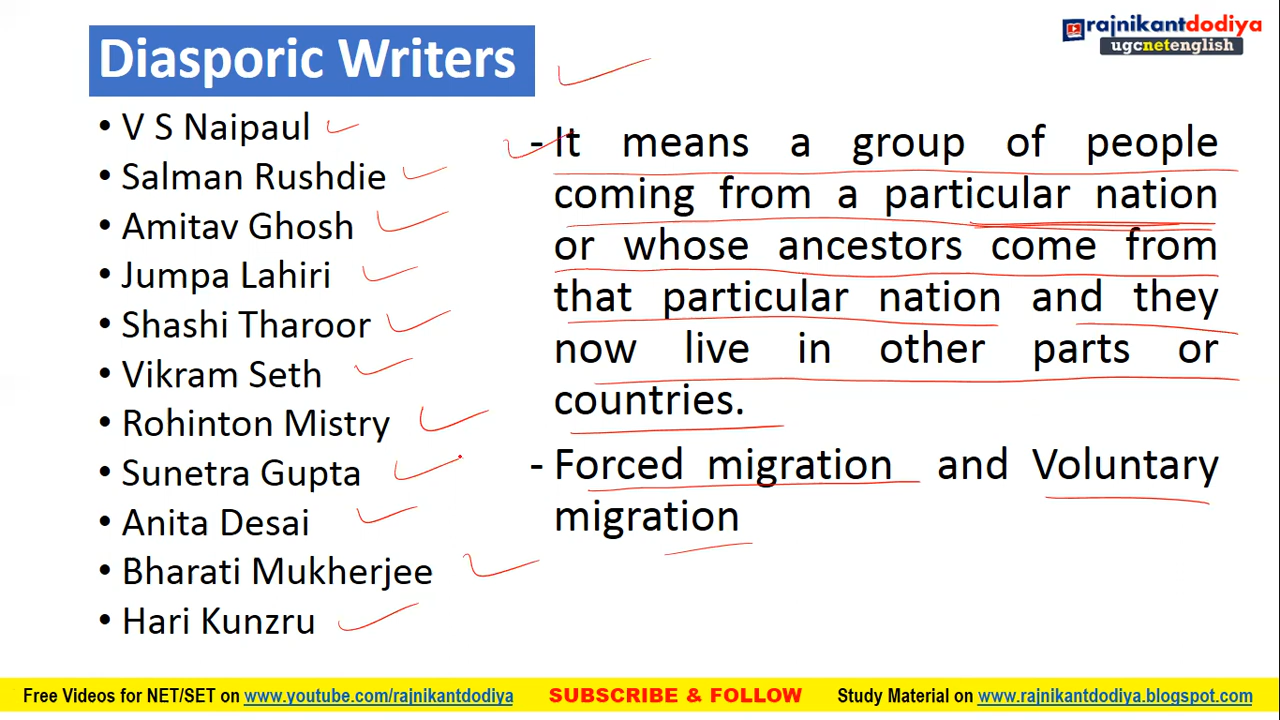 Diasporic Writers
rajnikantdodiya
ugcnetenglish
• V S Naipaul
• Salman Rushdie
• Amitav Ghosh
• Jumpa Lahiri
• Shashi Tharoor
• Vikram Seth
• Rohinton Mistry
• Sunetra Gupta
• Anita Desai
• Bharati Mukherjee
• Hari Kunzru
- It means a group of people
coming from a particular nation
or whose ancestors come from
that particular nation and they
now live in other parts or
countries.
- Forced migration and Voluntary
migration
Free Videos for NET/SET on www.youtube.com/rajnikantdodiya SUBSCRIBE & FOLLOW Study Material on www.rajnikantdodiya.blogspot.com